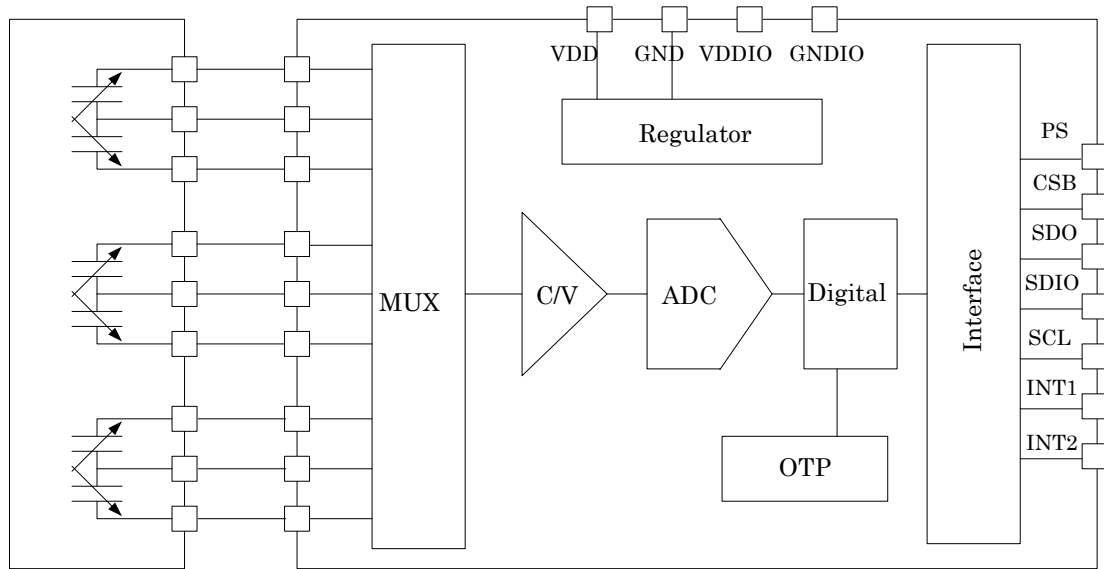 VDD GND VDDIO GNDIO
Regulator
PS
CSB
SDO
SDIO
SCL
INT1
INT2
MUX
C/V
ADC
Digital
Interface
OTP